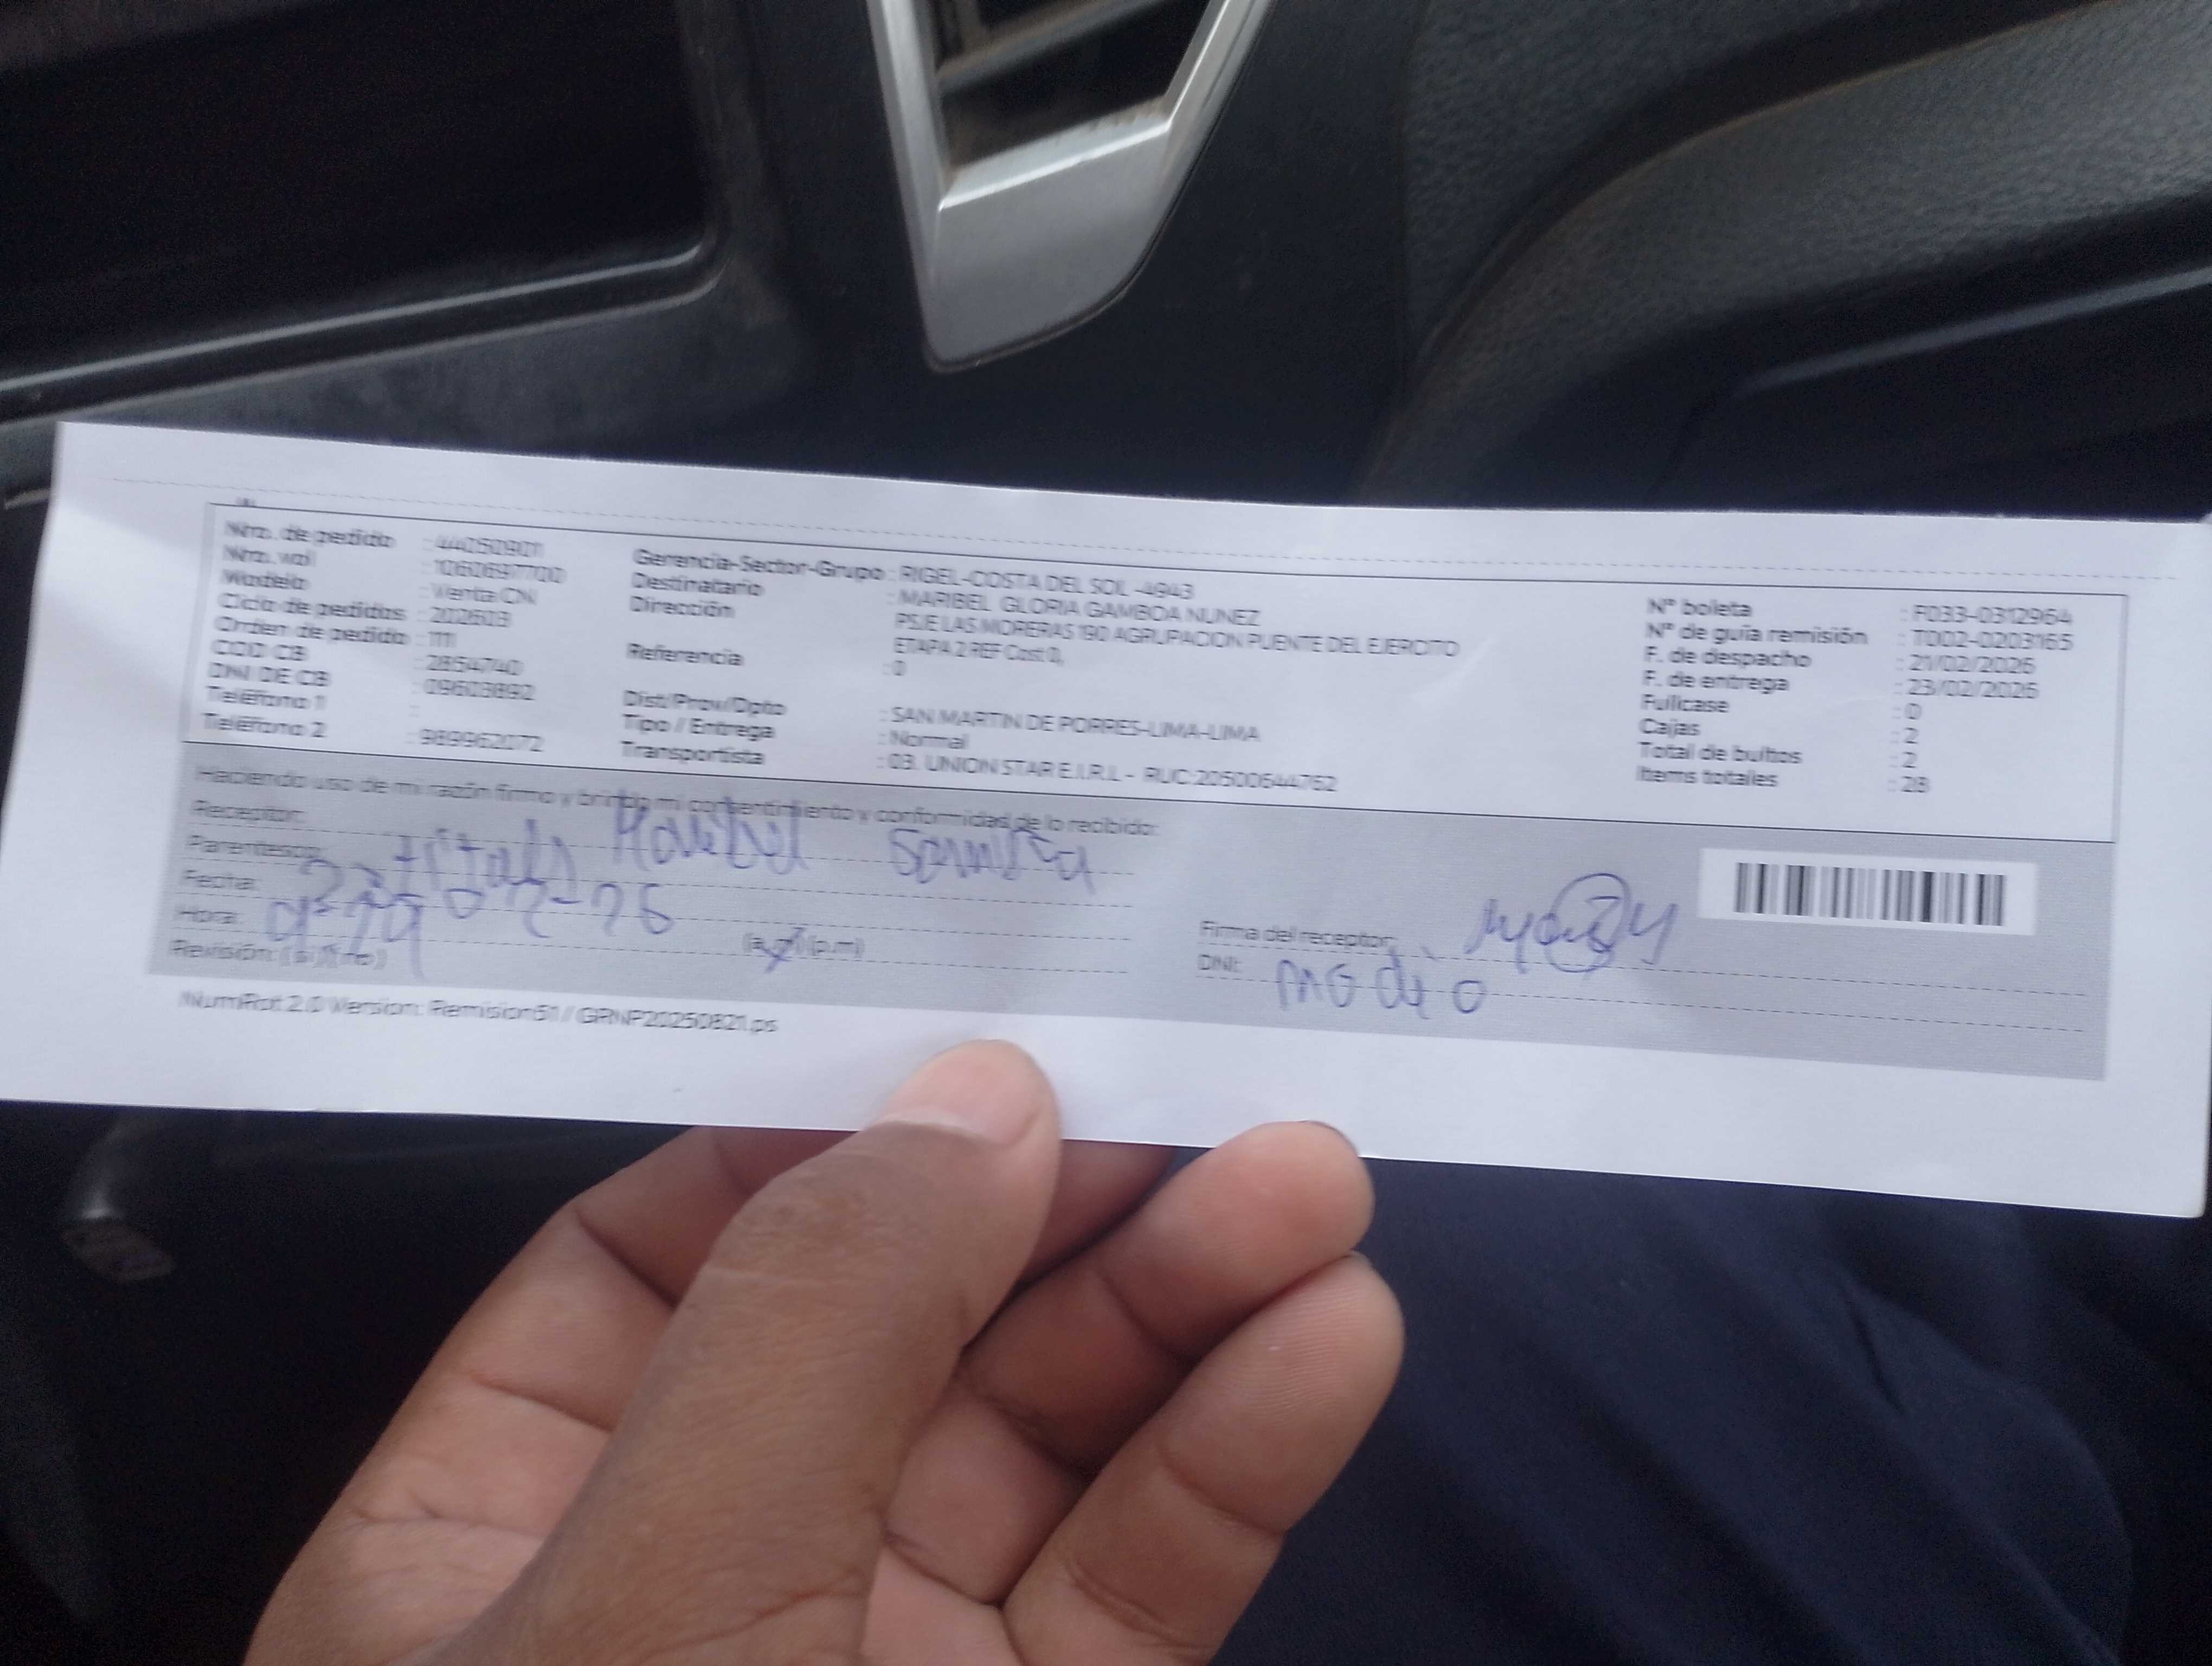 Nro. de pedido : 44050901
Nro. wal : 1060697700
Modelo : Venta CN
Ciclo de pedidos : 202603
Orden de pedido : 111
COD CB : 2854740
DNI DE CB : 09603892
Teléfono 1 :
Teléfono 2 : 989962072
Gerencia-Sector-Grupo : RIGEL-COSTA DEL SOL -4943
Destinatario : MARIBEL GLORIA GAMBOA NUNEZ
Dirección PSJE LAS MORERAS 190 AGRUPACION PUENTE DEL EJERCITO
ETAPA 2 REF Cost 0,
Referencia : 0
Dist/Prov/Dpto : SAN MARTIN DE PORRES-LIMA-LIMA
Tipo / Entrega : Normal
Transportista : 03. UNION STAR E.I.R.L - RUC:20500644762
N° boleta : F033-0312964
N° de guía remisión : T002-0203165
F. de despacho : 21/02/2026
F. de entrega : 23/02/2026
Fullcase : 0
Cajas : 2
Total de bultos : 2
Items totales : 28
Haciendo uso de mi razón firmo y brindo mi consentimiento y conformidad de lo recibido:
Receptor: Maribel
Parentesco:
Fecha:
Hora: (a.m) (p.m)
Revisión: (si) (no)
Firma del receptor:
DNI: no dio
NumRot 2.0 Version: Remision51 / GRNP20250821.ps